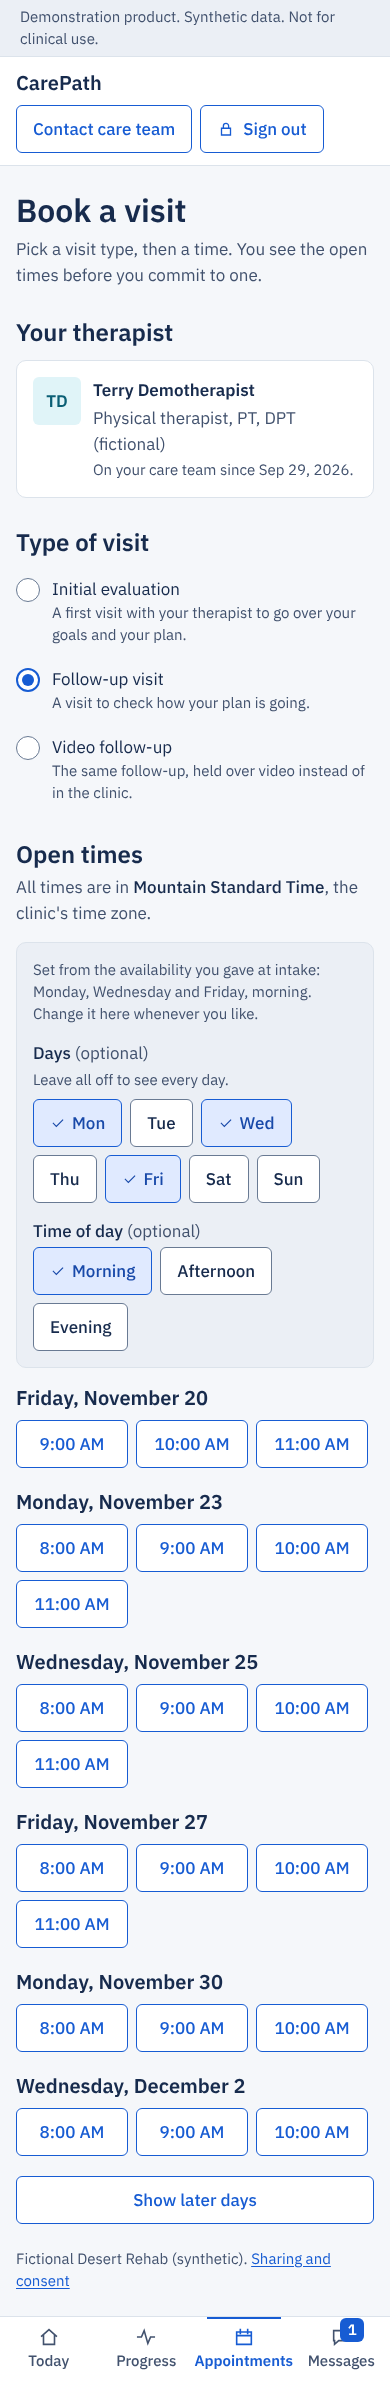 Demonstration product. Synthetic data. Not for
clinical use.
CarePath
Contact care team
Sign out
Book a visit
Pick a visit type, then a time. You see the open
times before you commit to one.
Your therapist
TD
Terry Demotherapist
Physical therapist, PT, DPT
(fictional)
On your care team since Sep 29, 2026.
Type of visit
Initial evaluation
A first visit with your therapist to go over your
goals and your plan.
Follow-up visit
A visit to check how your plan is going.
Video follow-up
The same follow-up, held over video instead of
in the clinic.
Open times
All times are in Mountain Standard Time, the
clinic's time zone.
Set from the availability you gave at intake:
Monday, Wednesday and Friday, morning.
Change it here whenever you like.
Days (optional)
Leave all off to see every day.
Mon Tue Wed
Thu Fri Sat Sun
Time of day (optional)
Morning Afternoon
Evening
Friday, November 20
9:00 AM 10:00 AM 11:00 AM
Monday, November 23
8:00 AM 9:00 AM 10:00 AM
11:00 AM
Wednesday, November 25
8:00 AM 9:00 AM 10:00 AM
11:00 AM
Friday, November 27
8:00 AM 9:00 AM 10:00 AM
11:00 AM
Monday, November 30
8:00 AM 9:00 AM 10:00 AM
Wednesday, December 2
8:00 AM 9:00 AM 10:00 AM
Show later days
Fictional Desert Rehab (synthetic). Sharing and
consent
1
Today Progress Appointments Messages